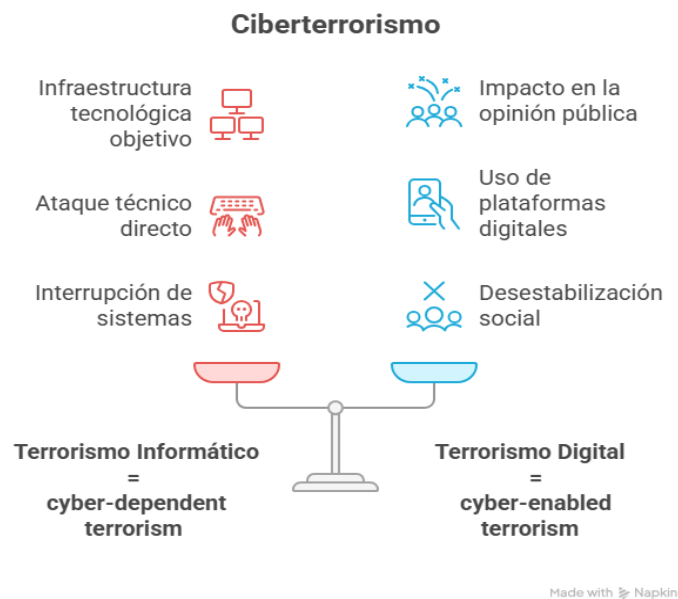 Ciberterrorismo
Infraestructura
tecnológica
objetivo
Ataque técnico
directo
Interrupción de
sistemas
Impacto en la
opinión pública
Uso de
plataformas
digitales
Desestabilización
social
Terrorismo Informático
=
cyber-dependent
terrorism
Terrorismo Digital
=
cyber-enabled
terrorism
Made with Napkin